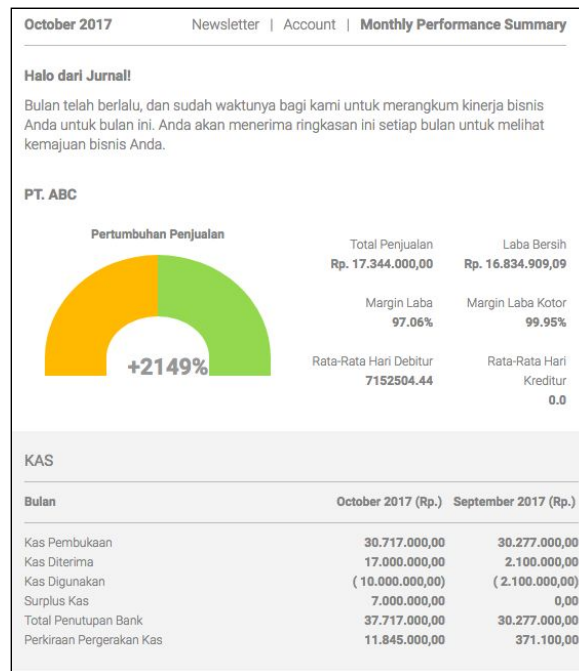 October 2017 Newsletter | Account | Monthly Performance Summary
Halo dari Jurnal!
Bulan telah berlalu, dan sudah waktunya bagi kami untuk merangkum kinerja bisnis
Anda untuk bulan ini. Anda akan menerima ringkasan ini setiap bulan untuk melihat
kemajuan bisnis Anda.
PT. ABC
Pertumbuhan Penjualan
+2149%
Total Penjualan Laba Bersih
Rp. 17.344.000,00 Rp. 16.834.909,09
Margin Laba Margin Laba Kotor
97.06% 99.95%
Rata-Rata Hari Debitur Rata-Rata Hari
7152504.44 Kreditur
0.0
KAS
Bulan October 2017 (Rp.) September 2017 (Rp.)
Kas Pembukaan 30.717.000,00 30.277.000,00
Kas Diterima 17.000.000,00 2.100.000,00
Kas Digunakan ( 10.000.000,00) ( 2.100.000,00)
Surplus Kas 7.000.000,00 0,00
Total Penutupan Bank 37.717.000,00 30.277.000,00
Perkiraan Pergerakan Kas 11.845.000,00 371.100,00